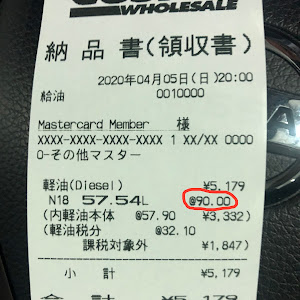 WHOLESALE
納品書(領収書)
2020年04月05日(日)20:00
給油 0010000
Mastercard Member 様
XXXX-XXXX-XXXX-XXXX 1 XX/XX 0000
0-その他マスター
軽油(Diesel) ¥5,179
N18 57.54L @90.00
(内軽油本体 @57.90 ¥3,332)
(軽油税分 @32.10
課税対象外 ¥1,847)
小計 ¥5,179
合計 ¥5,179